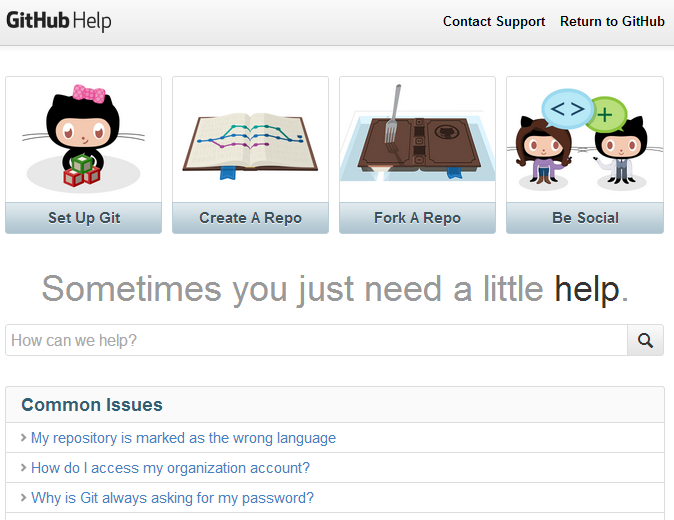 GitHub Help
Contact Support
Return to GitHub
<>
+
Set Up Git
Create A Repo
Fork A Repo
Be Social
Sometimes you just need a little help.
How can we help?
Common Issues
My repository is marked as the wrong language
How do I access my organization account?
Why is Git always asking for my password?